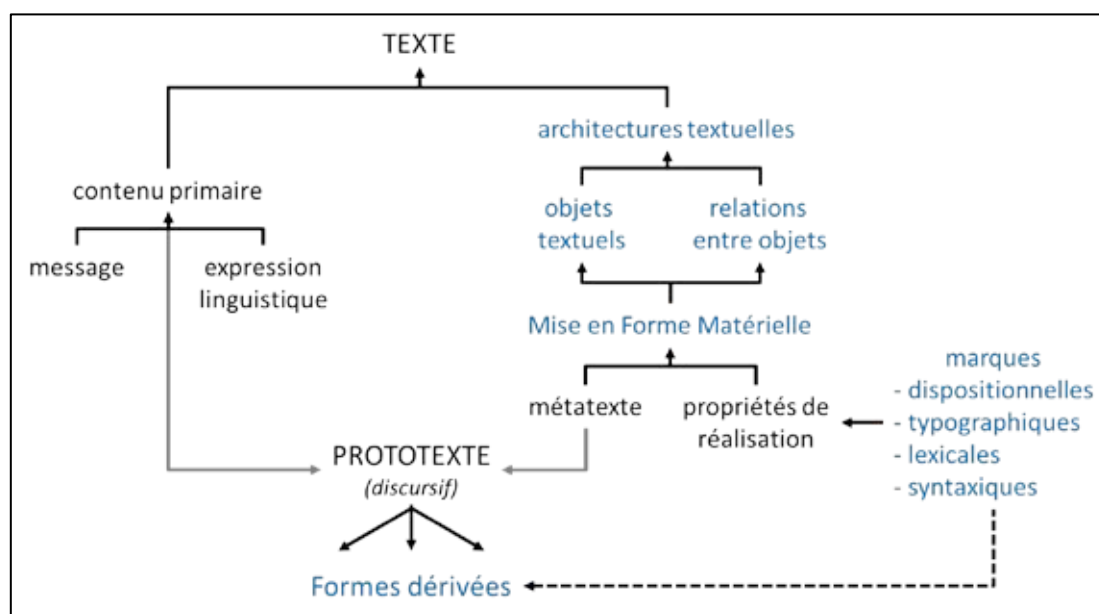 TEXTE
architectures textuelles
contenu primaire
objets
textuels
relations
entre objets
message
expression
linguistique
Mise en Forme Matérielle
marques
- dispositionnelles
- typographiques
- lexicales
- syntaxiques
métatexte
propriétés de
réalisation
PROTOTEXTE
(discursif)
Formes dérivées